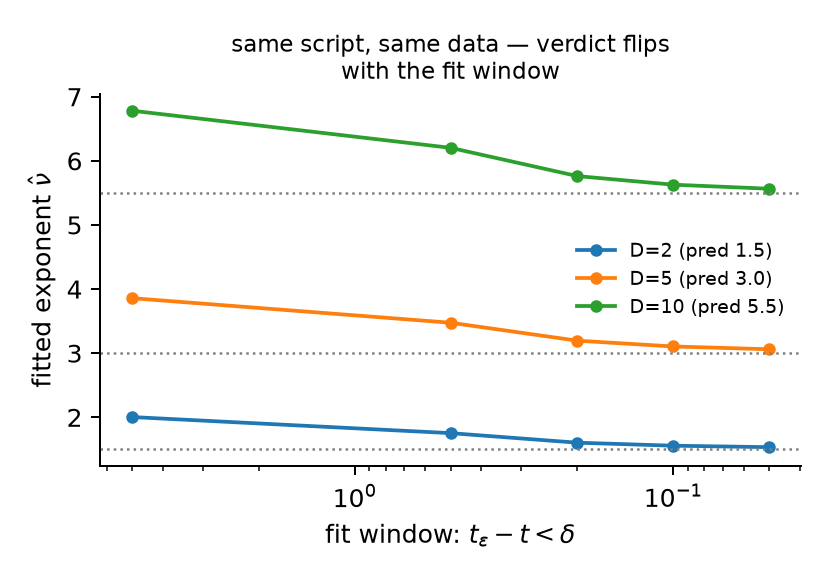 same script, same data — verdict flips
with the fit window
fitted exponent ν̂
7
6
5
4
3
2
D=2 (pred 1.5)
D=5 (pred 3.0)
D=10 (pred 5.5)
10⁰
10⁻¹
fit window: t_ε − t < δ